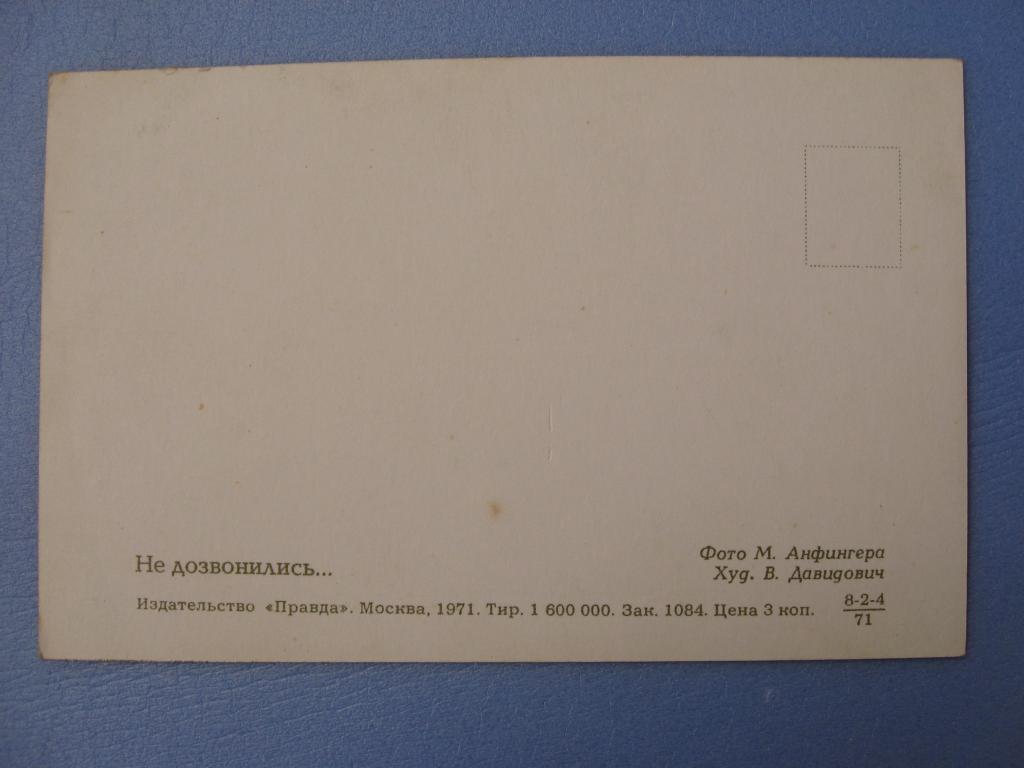 Не дозвонились...
Фото М. Анфингера
Худ. В. Давидович
Издательство «Правда». Москва, 1971. Тир. 1 600 000. Зак. 1084. Цена 3 коп.
8-2-4
71